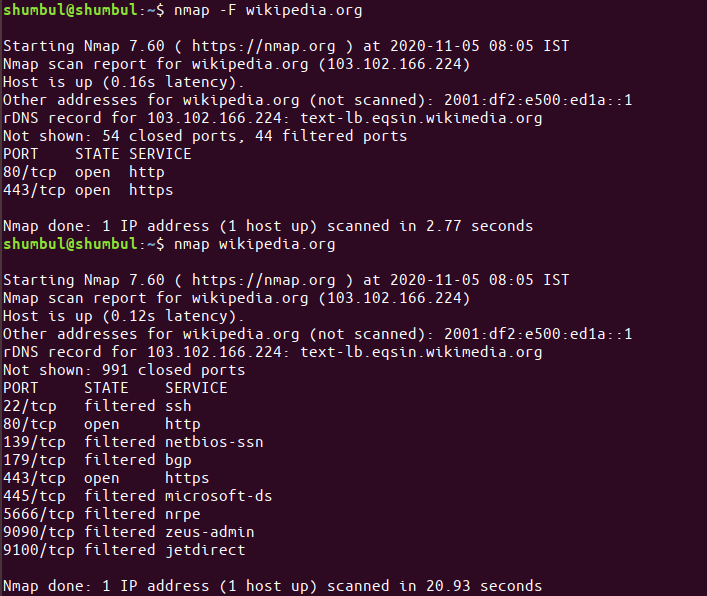 shumbul@shumbul:~$ nmap -F wikipedia.org
Starting Nmap 7.60 ( https://nmap.org ) at 2020-11-05 08:05 IST
Nmap scan report for wikipedia.org (103.102.166.224)
Host is up (0.16s latency).
Other addresses for wikipedia.org (not scanned): 2001:df2:e500:ed1a::1
rDNS record for 103.102.166.224: text-lb.eqsin.wikimedia.org
Not shown: 54 closed ports, 44 filtered ports
PORT    STATE SERVICE
80/tcp  open  http
443/tcp open  https
Nmap done: 1 IP address (1 host up) scanned in 2.77 seconds
shumbul@shumbul:~$ nmap wikipedia.org
Starting Nmap 7.60 ( https://nmap.org ) at 2020-11-05 08:05 IST
Nmap scan report for wikipedia.org (103.102.166.224)
Host is up (0.12s latency).
Other addresses for wikipedia.org (not scanned): 2001:df2:e500:ed1a::1
rDNS record for 103.102.166.224: text-lb.eqsin.wikimedia.org
Not shown: 991 closed ports
PORT     STATE    SERVICE
22/tcp   filtered ssh
80/tcp   open     http
139/tcp  filtered netbios-ssn
179/tcp  filtered bgp
443/tcp  open     https
445/tcp  filtered microsoft-ds
5666/tcp filtered nrpe
9090/tcp filtered zeus-admin
9100/tcp filtered jetdirect
Nmap done: 1 IP address (1 host up) scanned in 20.93 seconds